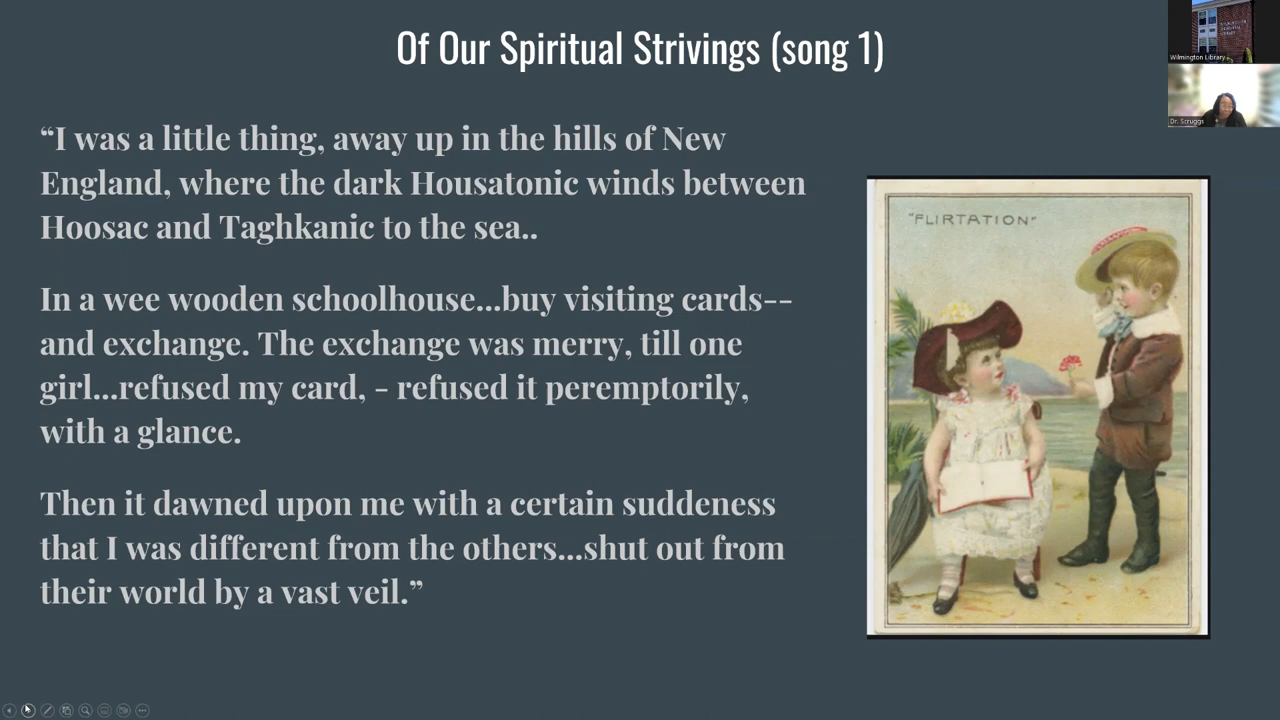 Of Our Spiritual Strivings (song 1)
“I was a little thing, away up in the hills of New
England, where the dark Housatonic winds between
Hoosac and Taghkanic to the sea..
In a wee wooden schoolhouse...buy visiting cards--
and exchange. The exchange was merry, till one
girl...refused my card, - refused it peremptorily,
with a glance.
Then it dawned upon me with a certain suddeness
that I was different from the others...shut out from
their world by a vast veil.”
"FLIRTATION"
Wilmington Library
Dr. Scruggs